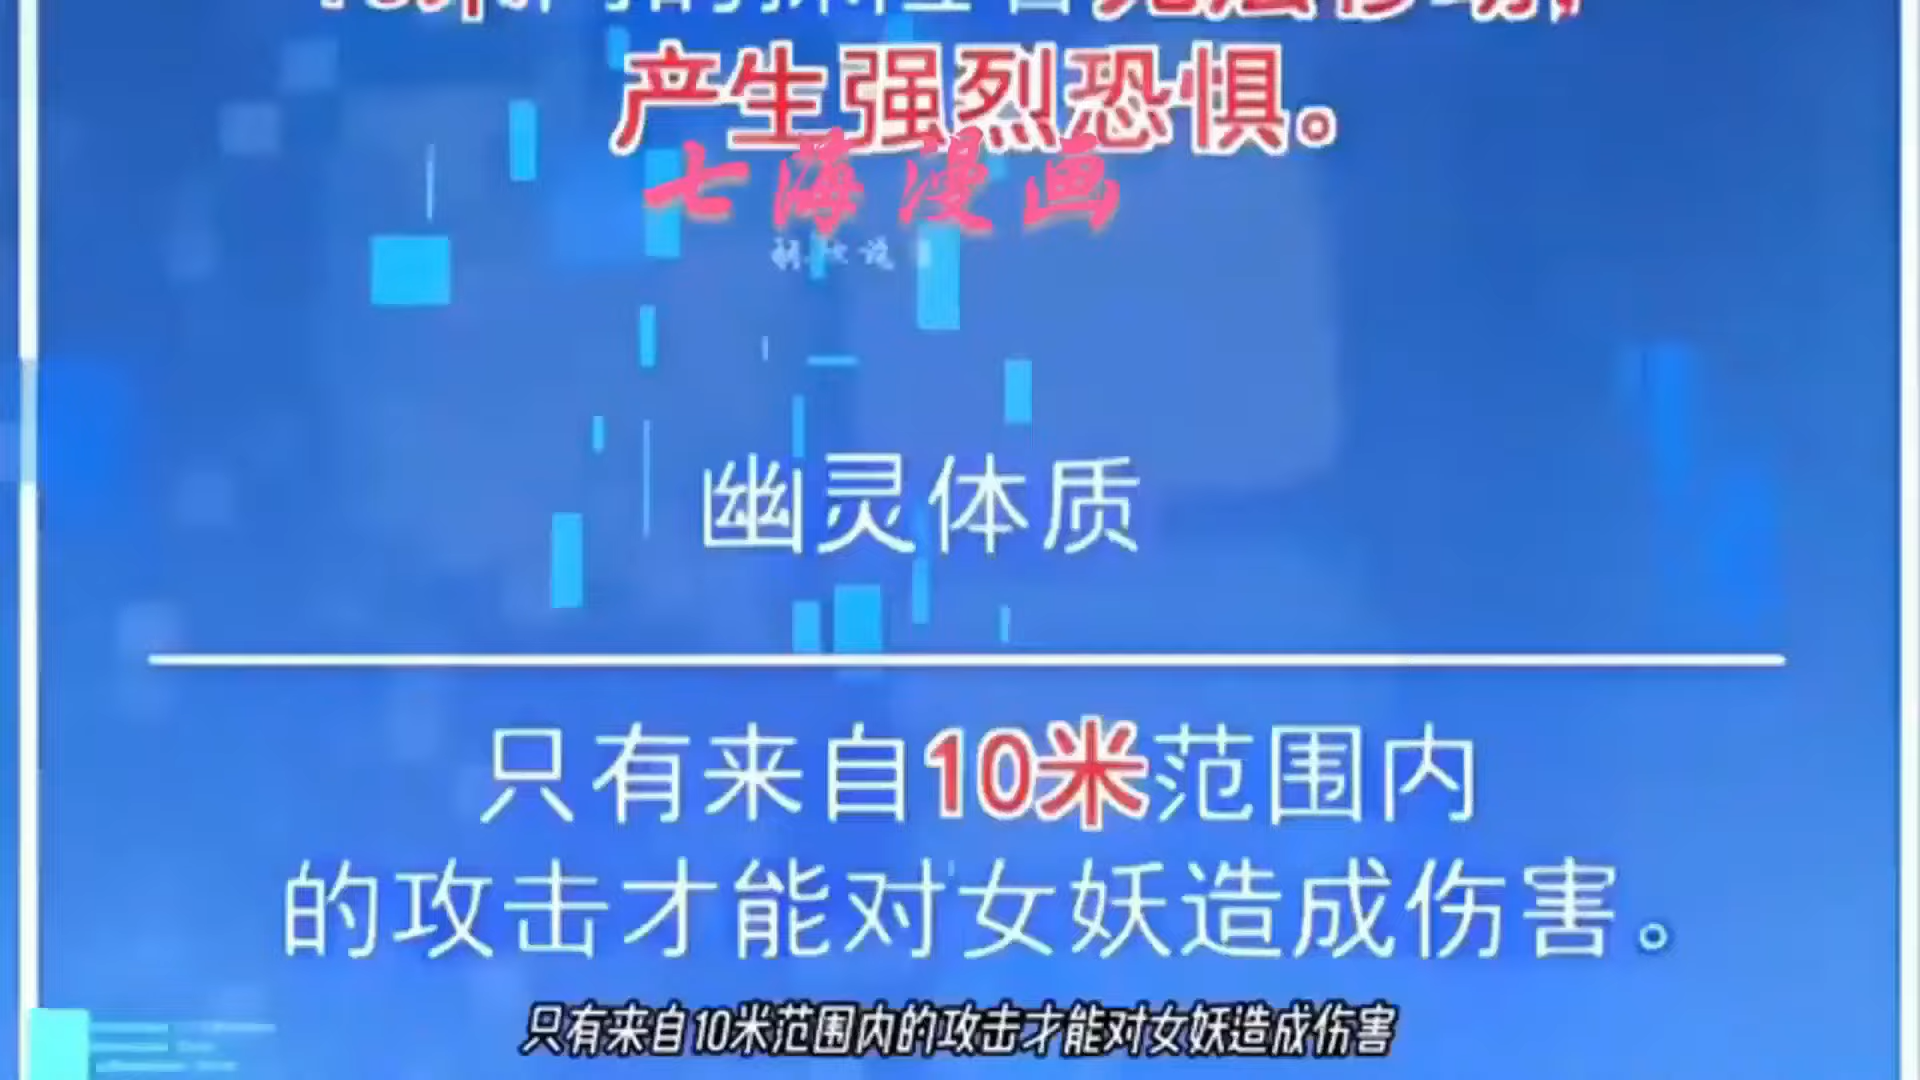 产生强烈恐惧。
七海漫画
幽灵体质
只有来自10米范围内
的攻击才能对女妖造成伤害。
只有来自10米范围内的攻击才能对女妖造成伤害